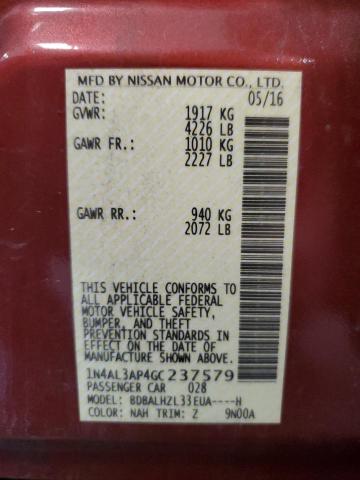 MFD BY NISSAN MOTOR CO., LTD.
DATE: 05/16
GVWR: 1917 KG
4226 LB
GAWR FR.: 1010 KG
2227 LB
GAWR RR.: 940 KG
2072 LB
THIS VEHICLE CONFORMS TO
ALL APPLICABLE FEDERAL
MOTOR VEHICLE SAFETY,
BUMPER, AND THEFT
PREVENTION STANDARDS IN
EFFECT ON THE DATE OF
MANUFACTURE SHOWN ABOVE.
1N4AL3AP4GC237579
PASSENGER CAR 028
MODEL: BDBALHZL33EUA----H
COLOR: NAH TRIM: Z 9N00A